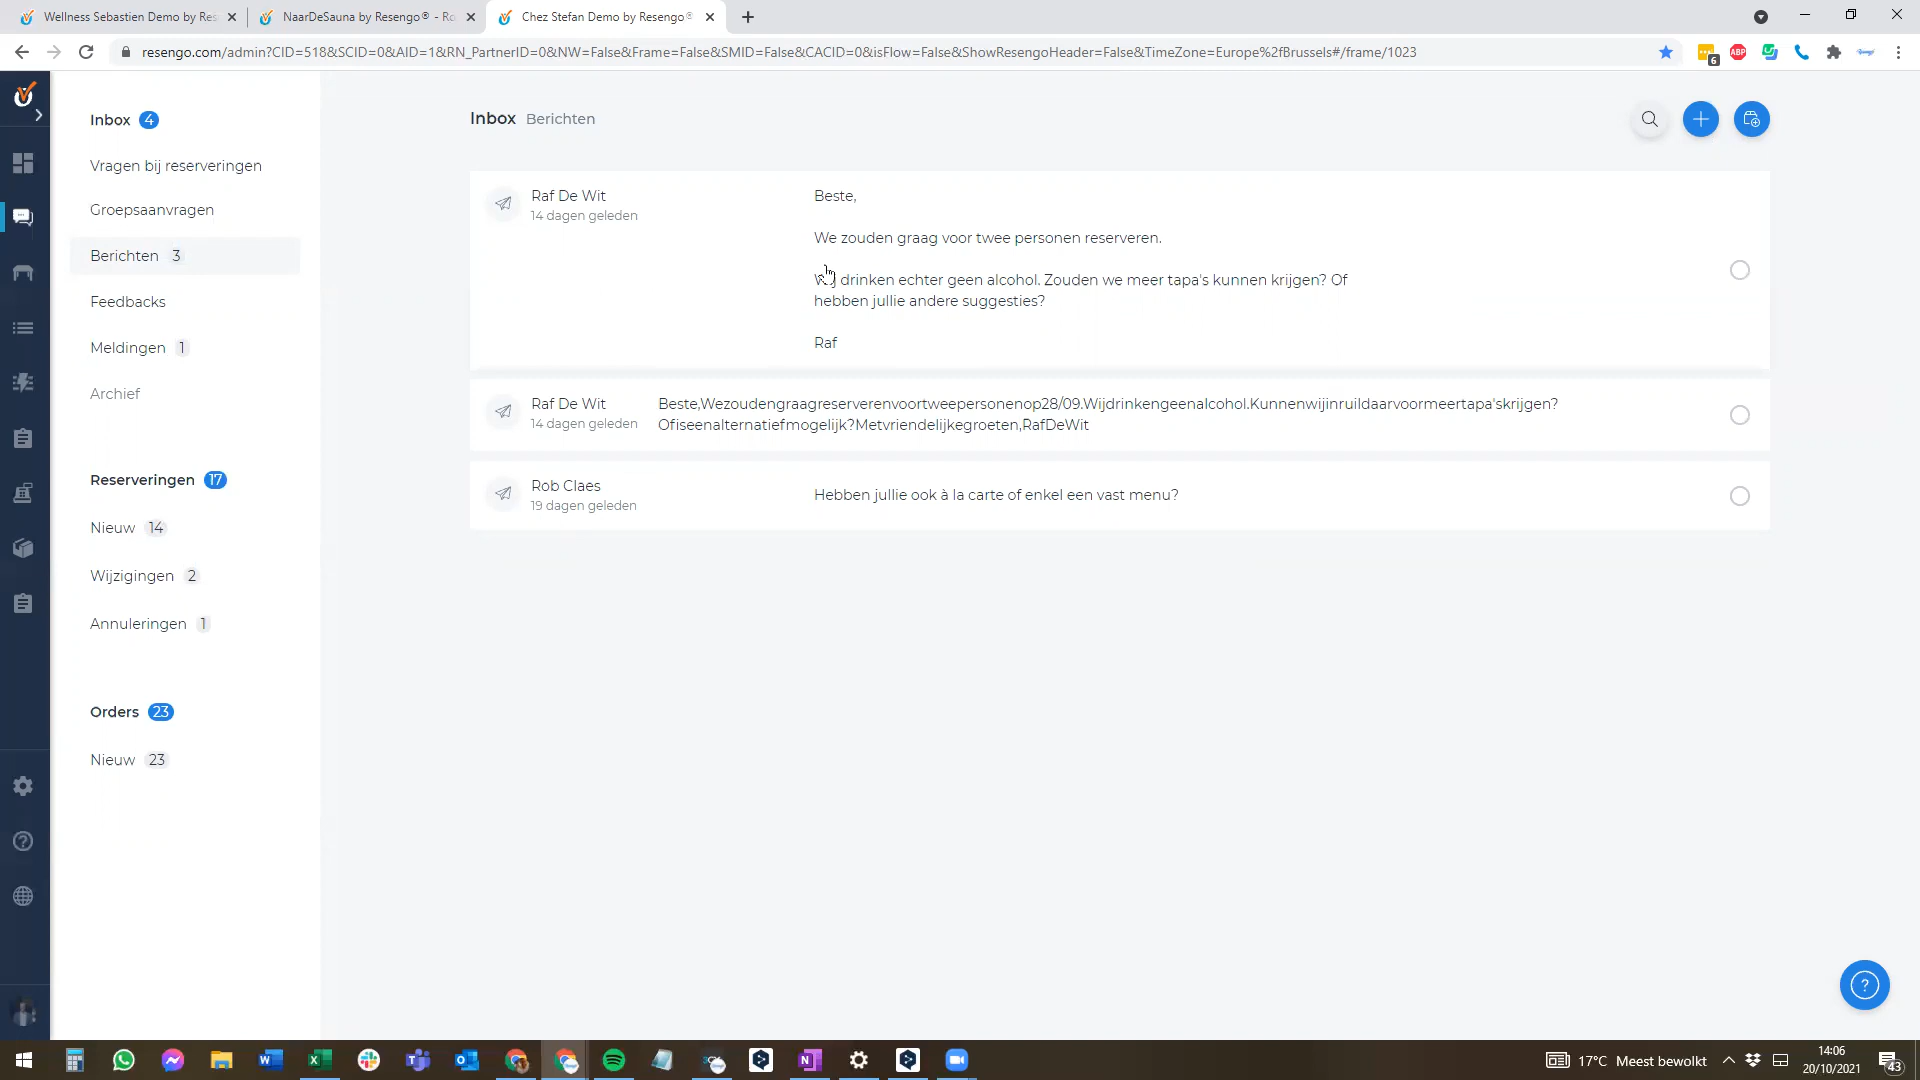 Wellness Sebastien Demo by Res
NaarDeSauna by Resengo® - Ro
Chez Stefan Demo by Resengo®
resengo.com/admin?CID=518&SCID=0&AID=1&RN_PartnerID=0&NW=False&Frame=False&SMID=False&CACID=0&isFlow=False&ShowResengoHeader=False&TimeZone=Europe%2fBrussels#/frame/1023
6
ABP
Inbox 4
Vragen bij reserveringen
Groepsaanvragen
Berichten 3
Feedbacks
Meldingen 1
Archief
Reserveringen 17
Nieuw 14
Wijzigingen 2
Annuleringen 1
Orders 23
Nieuw 23
Inbox Berichten
Raf De Wit
14 dagen geleden
Beste,
We zouden graag voor twee personen reserveren.
drinken echter geen alcohol. Zouden we meer tapa's kunnen krijgen? Of
hebben jullie andere suggesties?
Raf
Raf De Wit
14 dagen geleden
Beste,Wezoudengraagreserverenvoortweepersonenop28/09.Wijdrinkengeenalcohol.Kunnenwijinruildaarvoormeertapa'skrijgen?
Ofiseenalternatiefmogelijk?Metvriendelijkegroeten,RafDeWit
Rob Claes
19 dagen geleden
Hebben jullie ook à la carte of enkel een vast menu?
17°C Meest bewolkt
14:06
20/10/2021
43